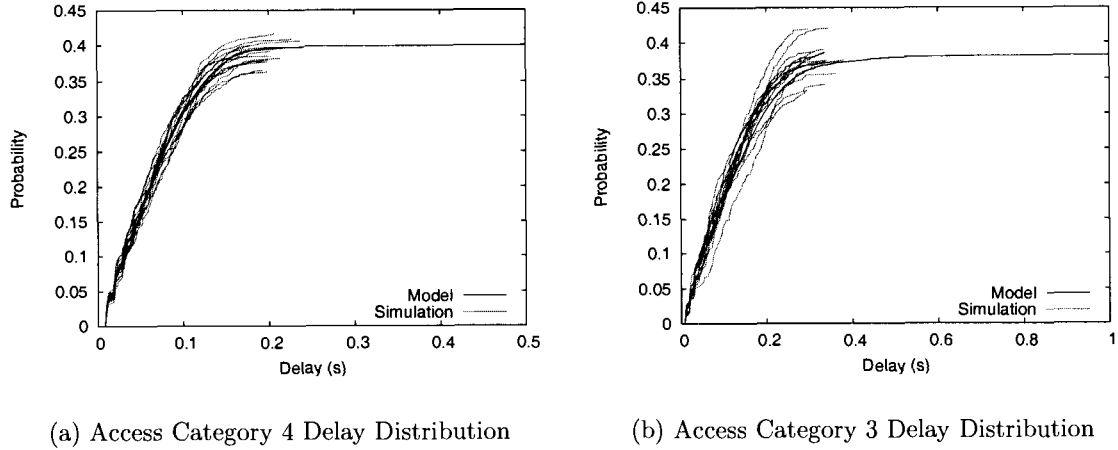 0.45
0.4
0.35
0.3
0.25
0.2
0.15
0.1
0.05
0
Probability
Model
Simulation
0 0.1 0.2 0.3 0.4 0.5
Delay (s)
(a) Access Category 4 Delay Distribution
0.45
0.4
0.35
0.3
0.25
0.2
0.15
0.1
0.05
0
Probability
Model
Simulation
0 0.2 0.4 0.6 0.8 1
Delay (s)
(b) Access Category 3 Delay Distribution